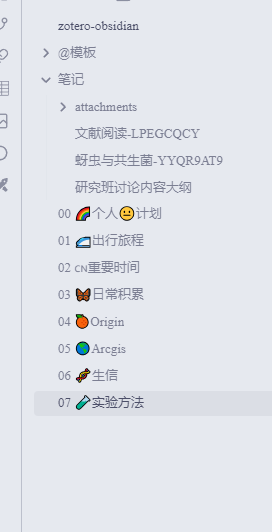 zotero-obsidian
@模板
笔记
attachments
文献阅读-LPEGCQCY
蚜虫与共生菌-YYQR9AT9
研究班讨论内容大纲
00 🌈个人😐计划
01 🚄出行旅程
02 🇨🇳重要时间
03 🦋日常积累
04 🍊Origin
05 🌏Arcgis
06 🧬生信
07 🧪实验方法